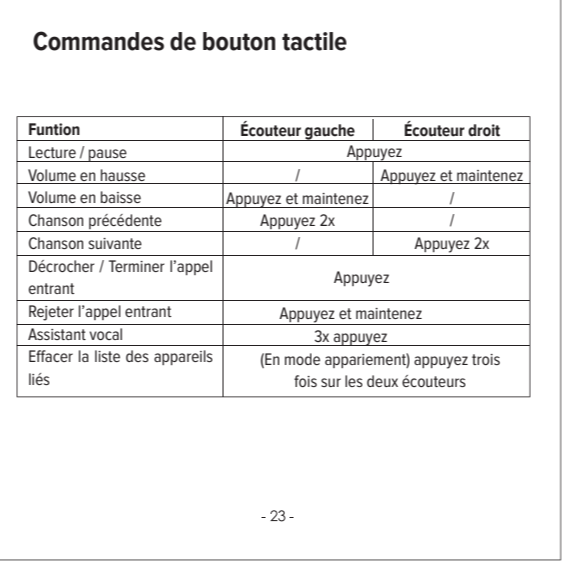 Commandes de bouton tactile
Funtion Écouteur gauche Écouteur droit
Lecture / pause Appuyez
Volume en hausse / Appuyez et maintenez
Volume en baisse Appuyez et maintenez /
Chanson précédente Appuyez 2x /
Chanson suivante / Appuyez 2x
Décrocher / Terminer l'appel
entrant
Appuyez
Rejeter l'appel entrant Appuyez et maintenez
Assistant vocal 3x appuyez
Effacer la liste des appareils
liés
(En mode appariement) appuyez trois
fois sur les deux écouteurs
- 23 -